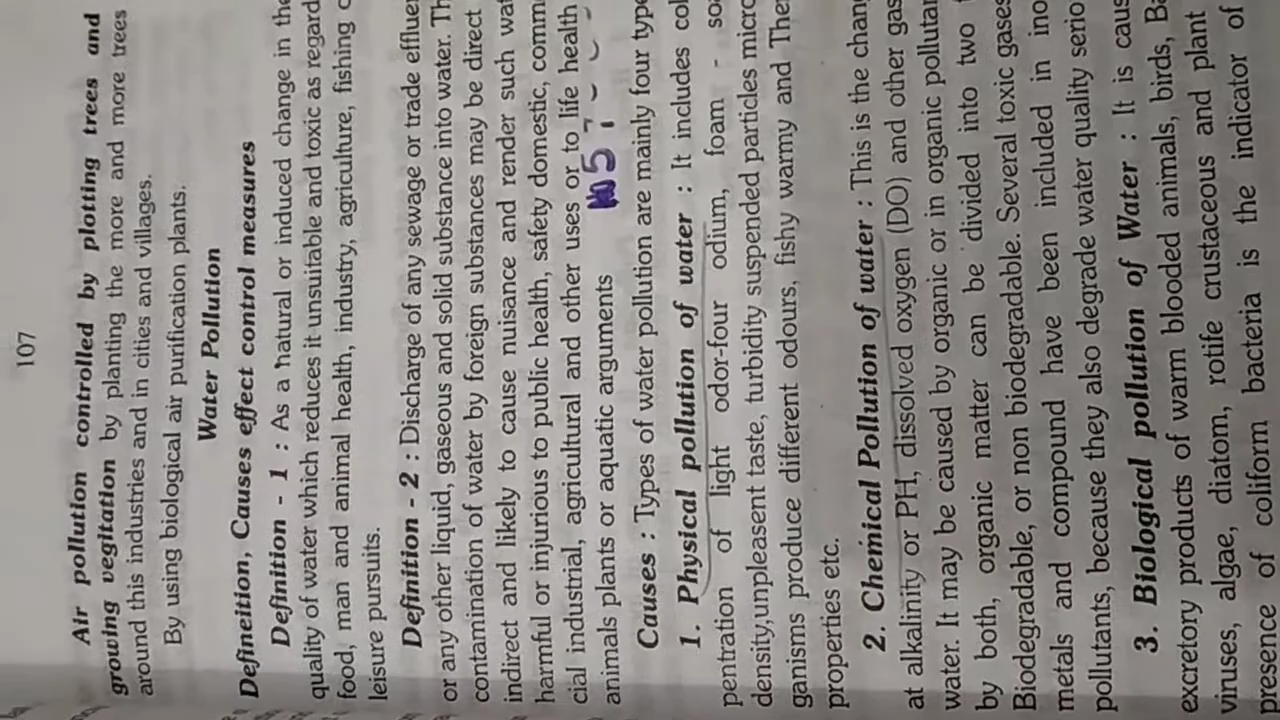 107
Air pollution controlled by plotting trees and
growing vegitation by planting the more and more trees
around this industries and in cities and villages.
By using biological air purification plants.
Water Pollution
Defineition, Causes effect control measures
Definition - 1 : As a natural or induced change in the
quality of water which reduces it unsuitable and toxic as regard
food, man and animal health, industry, agriculture, fishing
leisure pursuits.
Definition - 2 : Discharge of any sewage or trade effluen
or any other liquid, gaseous and solid substance into water. Th
contamination of water by foreign substances may be direct
indirect and likely to cause nuisance and render such wat
harmful or injurious to public health, safety domestic, comm
cial industrial, agricultural and other uses or to life health
animals plants or aquatic arguments 5
Causes : Types of water pollution are mainly four type
1. Physical pollution of water : It includes col
pentration of light odor-four odium, foam - soa
density,unpleasent taste, turbidity suspended particles micro
ganisms produce different odours, fishy warmy and The
properties etc.
2. Chemical Pollution of water : This is the chang
at alkalinity or PH, dissolved oxygen (DO) and other gas
water. It may be caused by organic or in organic pollutan
by both, organic matter can be divided into two
Biodegradable, or non biodegradable. Several toxic gases
metals and compound have been included in ino
pollutants, because they also degrade water quality serio
3. Biological pollution of Water : It is caus
excretory products of warm blooded animals, birds, Ba
viruses, algae, diatom, rotife crustaceous and plant
presence of coliform bacteria is the indicator of